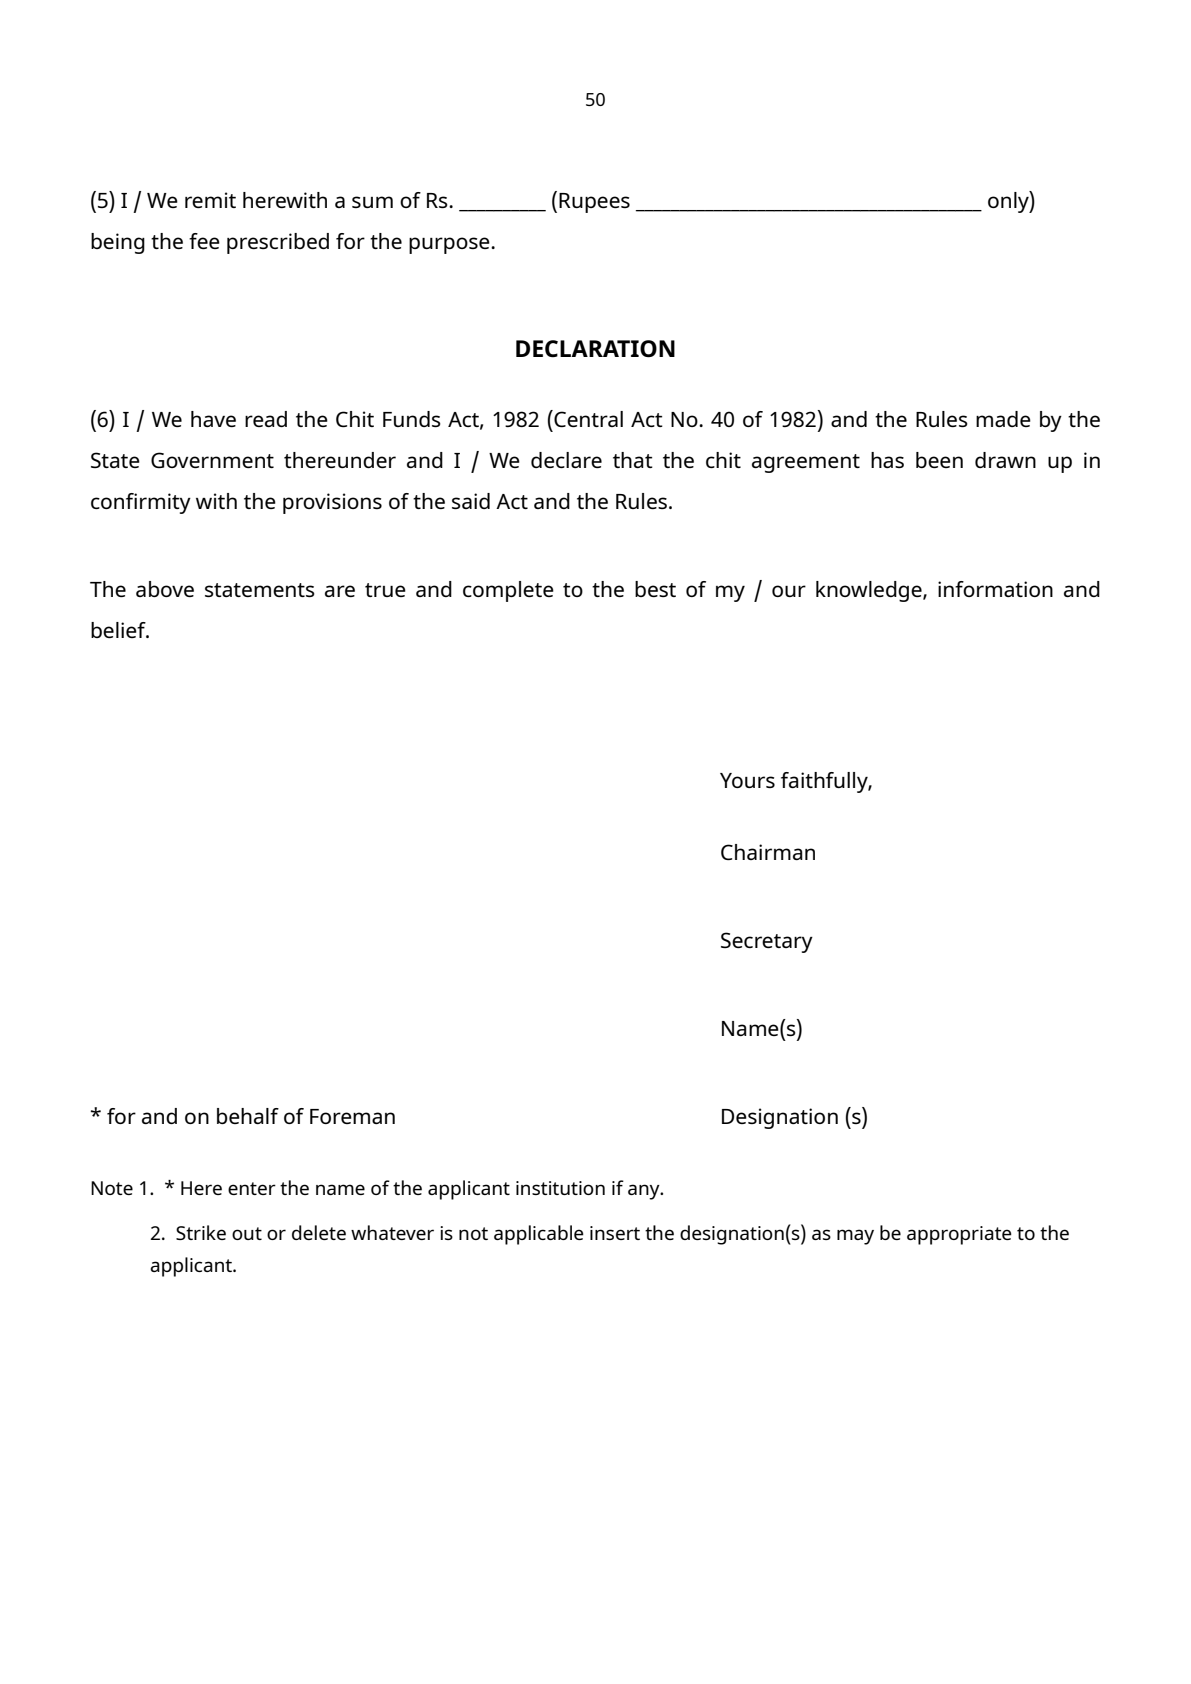 50
(5) I / We remit herewith a sum of Rs. _________ (Rupees ____________________________________ only)
being the fee prescribed for the purpose.
DECLARATION
(6) I / We have read the Chit Funds Act, 1982 (Central Act No. 40 of 1982) and the Rules made by the
State Government thereunder and I / We declare that the chit agreement has been drawn up in
confirmity with the provisions of the said Act and the Rules.
The above statements are true and complete to the best of my / our knowledge, information and
belief.
Yours faithfully,
Chairman
Secretary
Name(s)
* for and on behalf of Foreman Designation (s)
Note 1. * Here enter the name of the applicant institution if any.
2. Strike out or delete whatever is not applicable insert the designation(s) as may be appropriate to the
applicant.